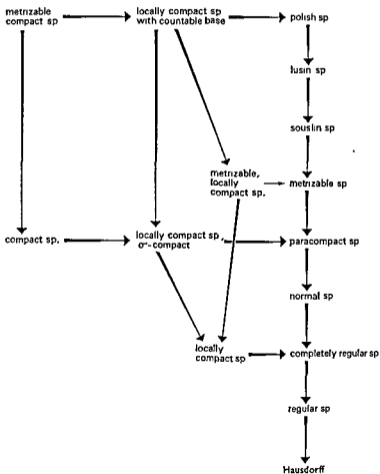 metrizable
compact sp
locally compact sp
with countable base
polish sp
lusin sp
souslin sp
metrizable,
locally
compact sp.
metrizable sp
compact sp.
locally compact sp,
σ-compact
paracompact sp
normal sp
locally
compact sp
completely regular sp
regular sp
Hausdorff